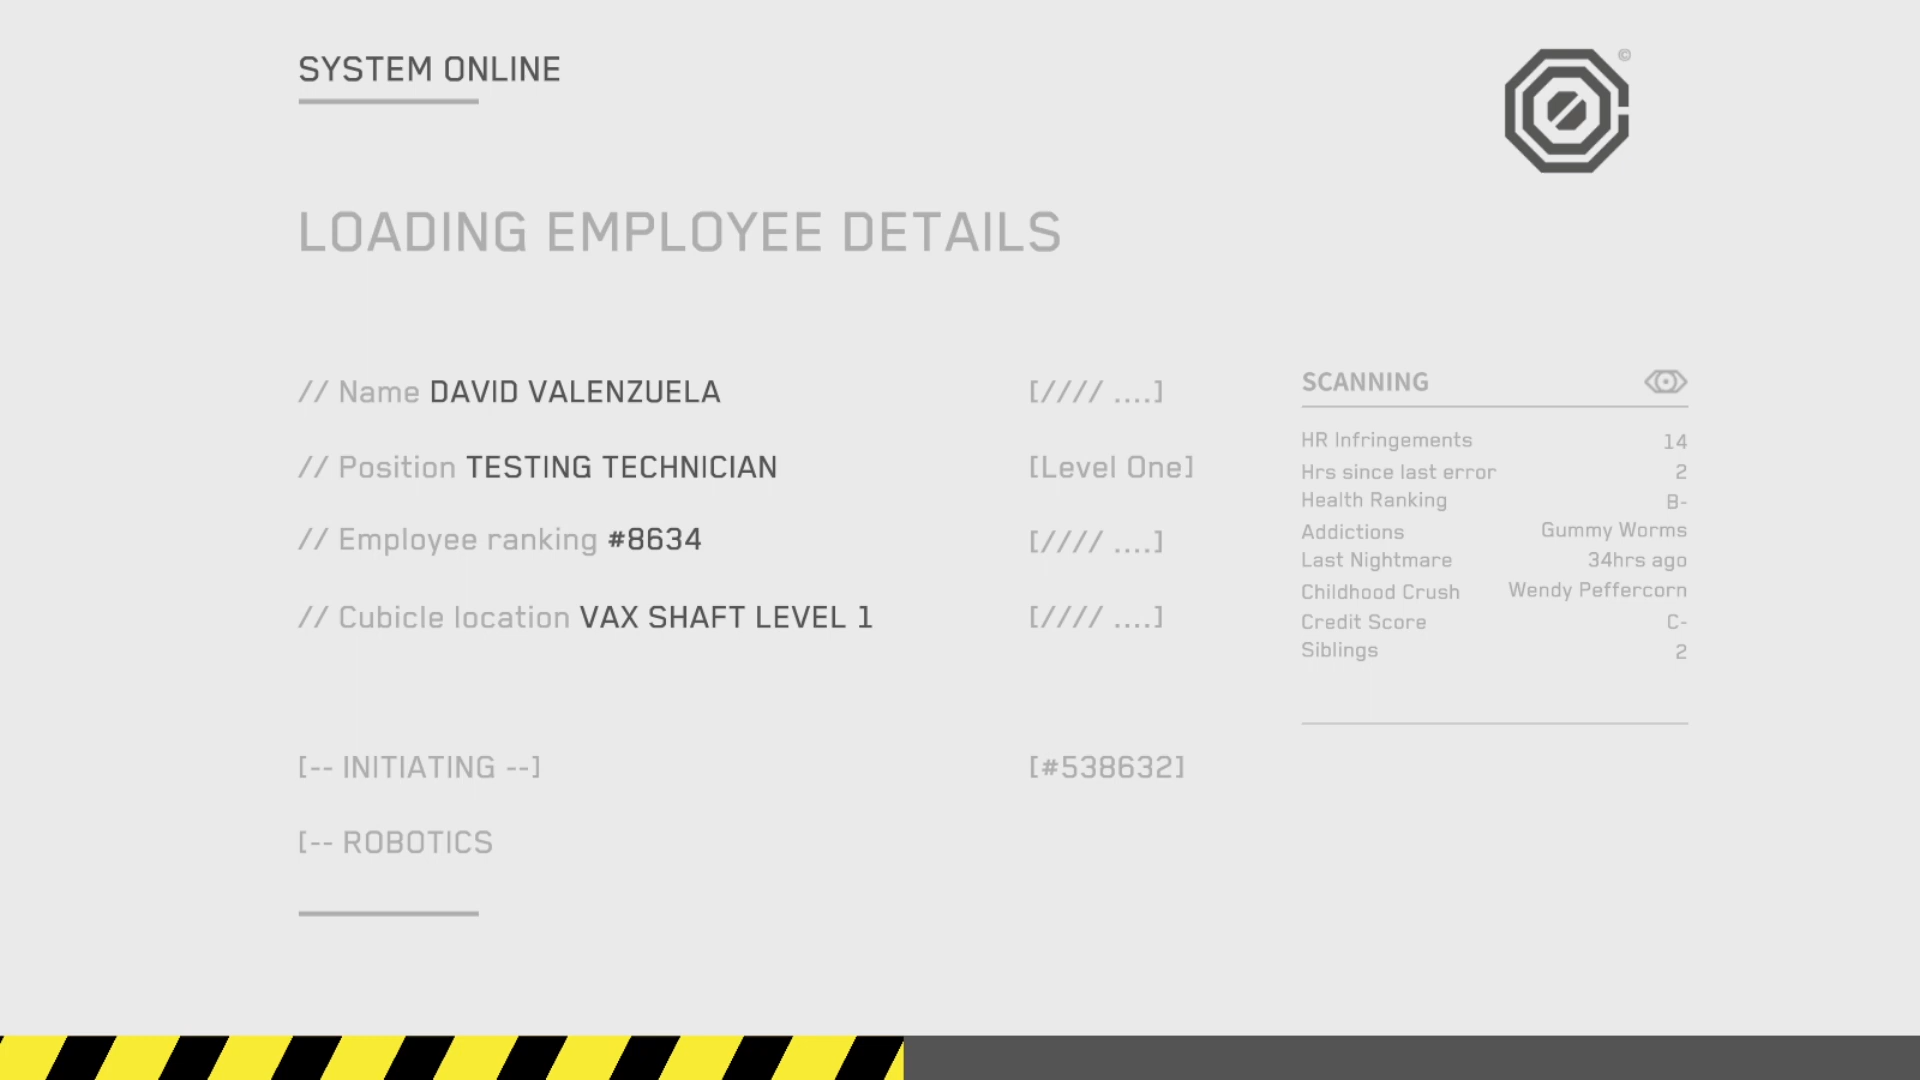 SYSTEM ONLINE
©
LOADING EMPLOYEE DETAILS
// Name DAVID VALENZUELA [//// ....]
// Position TESTING TECHNICIAN [Level One]
// Employee ranking #8634 [//// ....]
// Cubicle location VAX SHAFT LEVEL 1 [//// ....]
[-- INITIATING --] [#538632]
[-- ROBOTICS
SCANNING
HR Infringements 14
Hrs since last error 2
Health Ranking B-
Addictions Gummy Worms
Last Nightmare 34hrs ago
Childhood Crush Wendy Peffercorn
Credit Score C-
Siblings 2